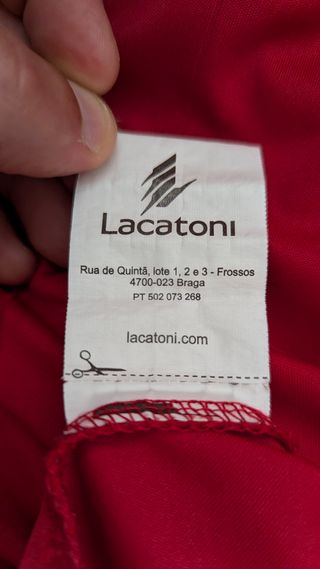 Lacatoni
Rua de Quintã, lote 1, 2 e 3 - Frossos
4700-023 Braga
PT 502 073 268
lacatoni.com